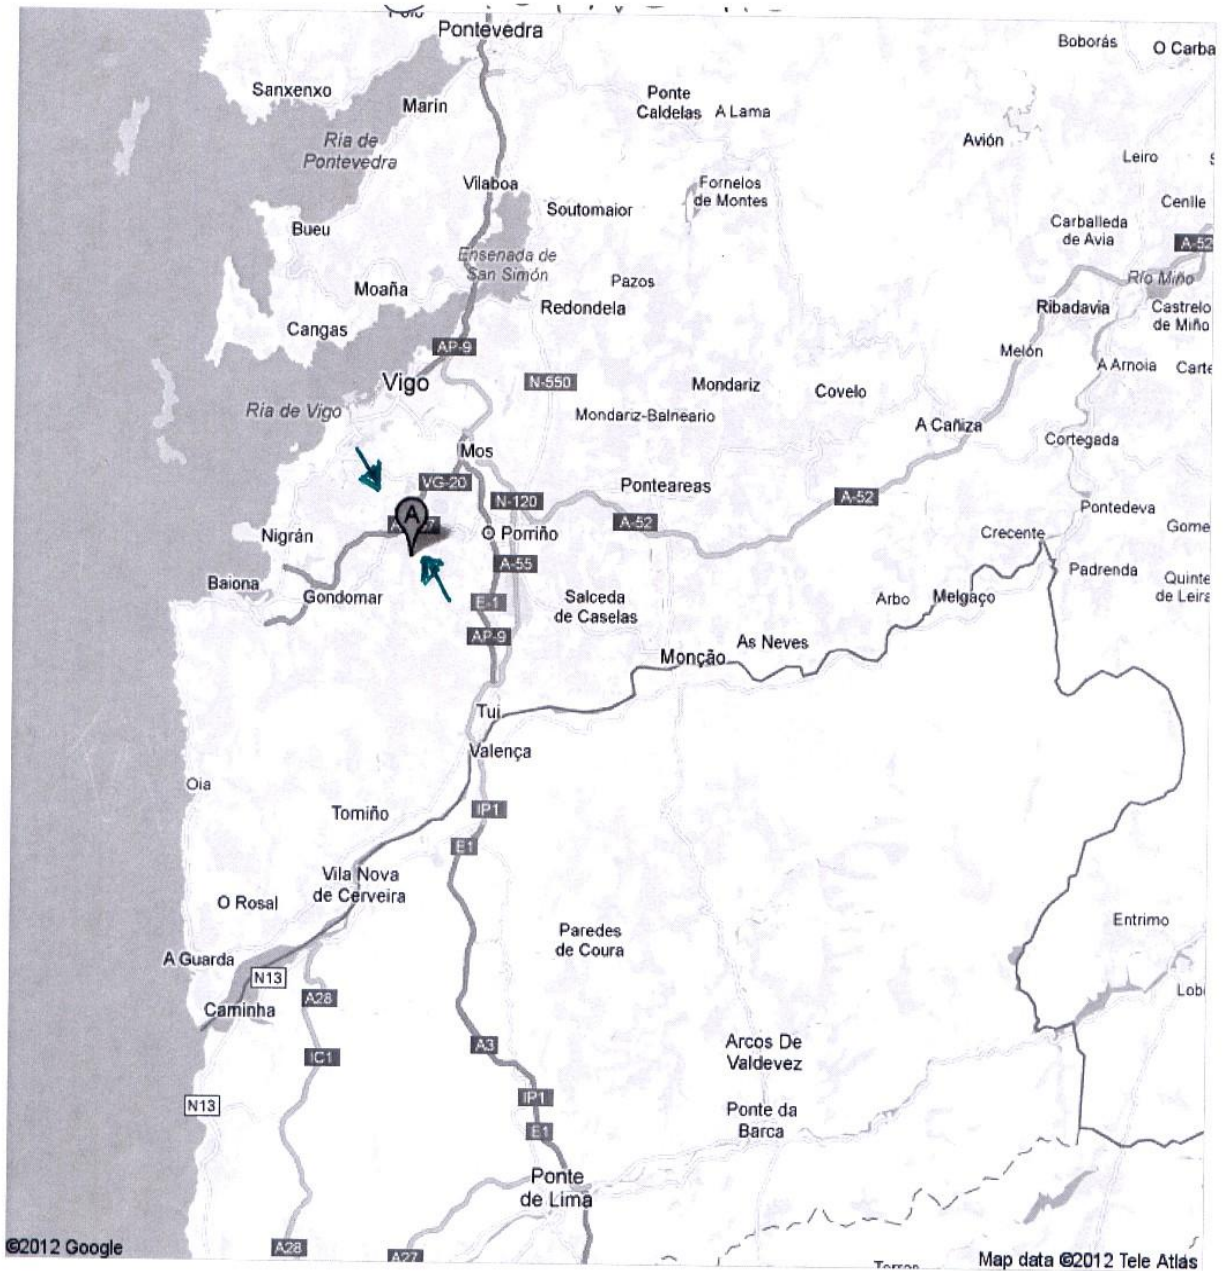 Pontevedra
Boborás
O Carba
Sanxenxo
Marín
Ponte
Caldelas
A Lama
Ría de
Pontevedra
Avión
Leiro
Vilaboa
Fornelos
de Montes
Soutomaior
Cenlle
Bueu
Carballeda
de Avia
A-52
Ensenada de
San Simón
Pazos
Río Miño
Moaña
Redondela
Ribadavia
Castrelo
de Miño
Cangas
AP-9
Melón
A Arnoia
Carte
Vigo
N-550
Mondariz
Covelo
Ría de Vigo
Mondariz-Balneario
A Cañiza
Cortegada
Mos
VG-20
Ponteareas
N-120
A-52
A-52
Pontedeva
A
Nigrán
Porriño
Crecente
Gome
A-55
Baiona
Gondomar
Padrenda
Quinte
de Leira
E-1
Salceda
de Caselas
Arbo
Melgaço
AP-9
As Neves
Monção
Tui
Valença
Oia
Tomiño
IP1
E1
Vila Nova
de Cerveira
O Rosal
Paredes
de Coura
Entrimo
A Guarda
N13
A28
Lobi
Caminha
A3
Arcos De
Valdevez
IC1
N13
IP1
Ponte da
Barca
E1
Ponte
de Lima
©2012 Google
A28
A27
Map data ©2012 Tele Atlas